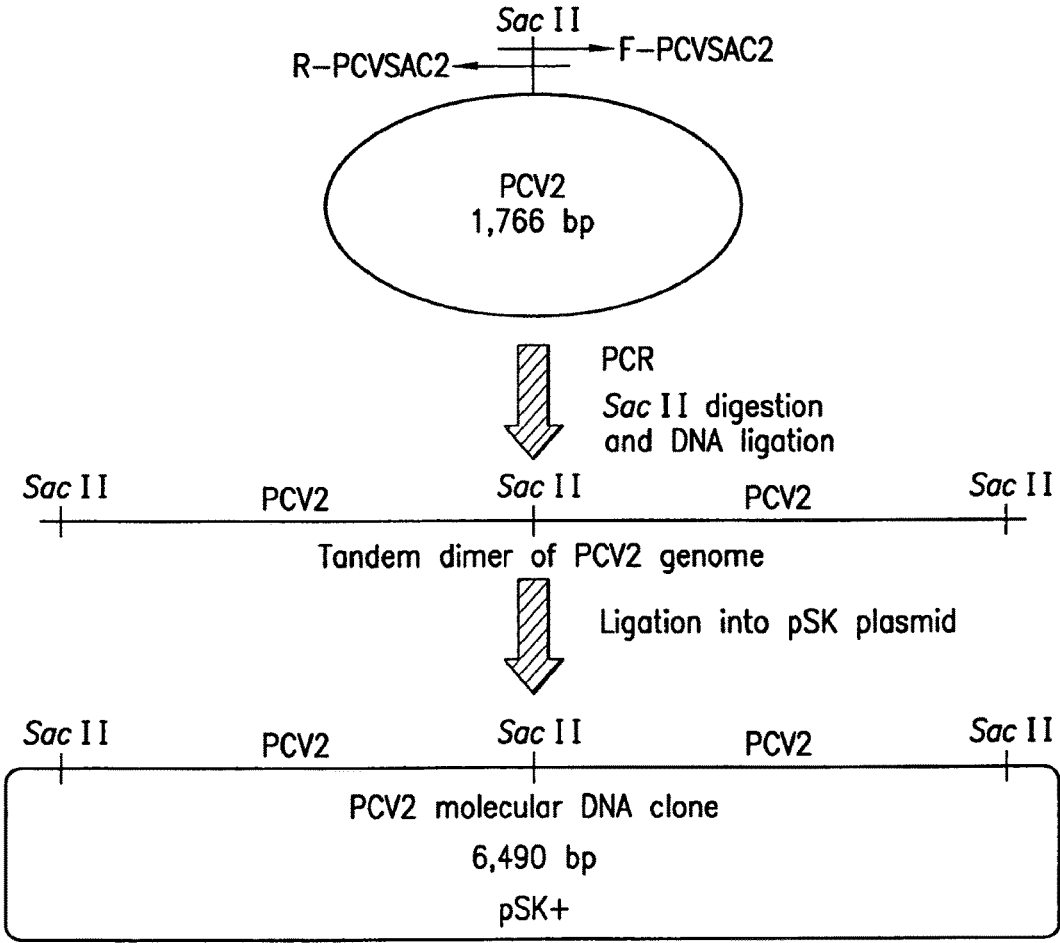 Sac II
F-PCVSAC2
R-PCVSAC2
PCV2
1,766 bp
PCR
Sac II digestion
and DNA ligation
Sac II PCV2 Sac II PCV2 Sac II
Tandem dimer of PCV2 genome
Ligation into pSK plasmid
Sac II PCV2 Sac II PCV2 Sac II
PCV2 molecular DNA clone
6,490 bp
pSK+